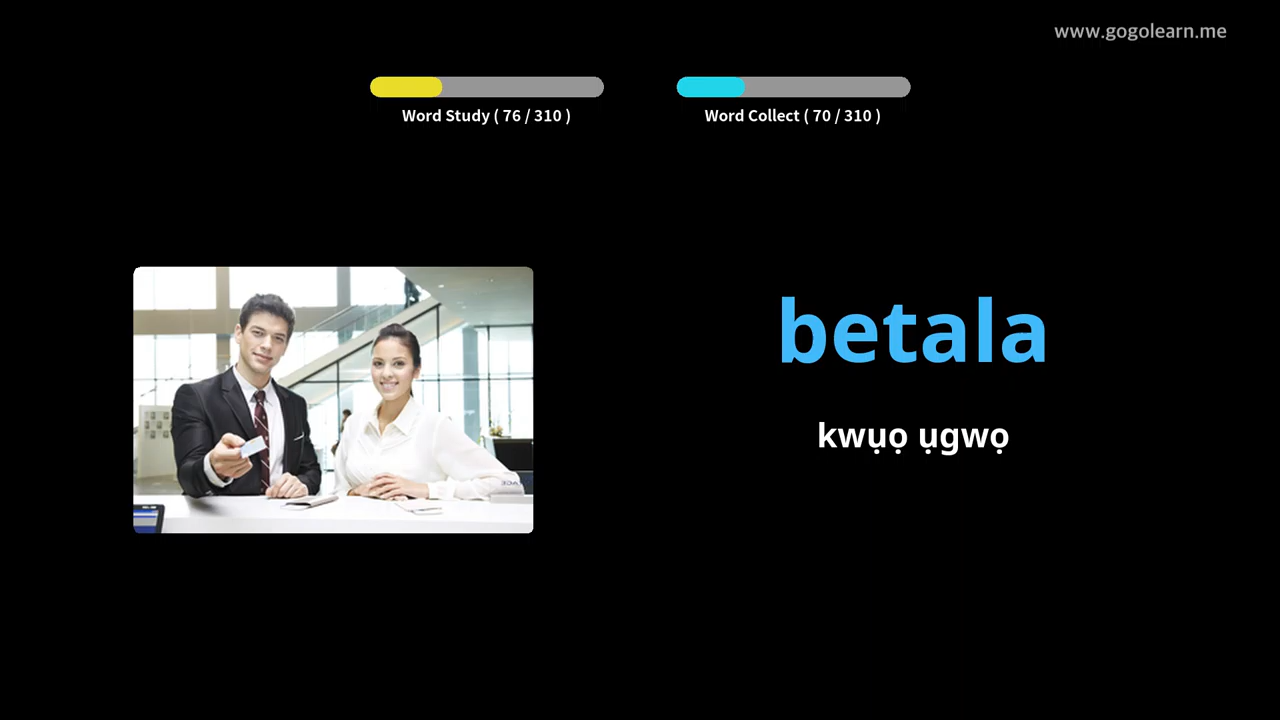 www.gogolearn.me
Word Study ( 76 / 310 )
Word Collect ( 70 / 310 )
betala
kwụọ ụgwọ